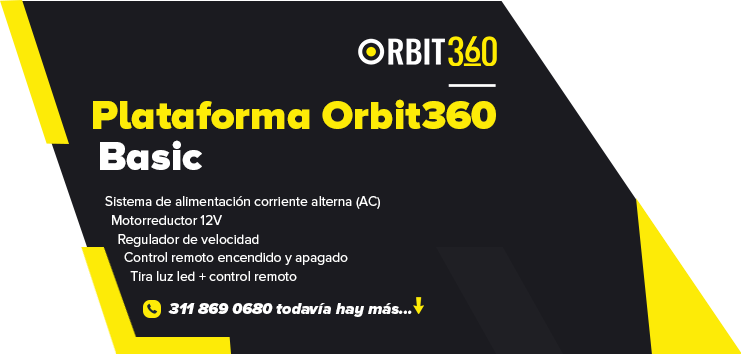 ORBIT360
Plataforma Orbit360
Basic
Sistema de alimentación corriente alterna (AC)
Motorreductor 12V
Regulador de velocidad
Control remoto encendido y apagado
Tira luz led + control remoto
311 869 0680 todavía hay más...